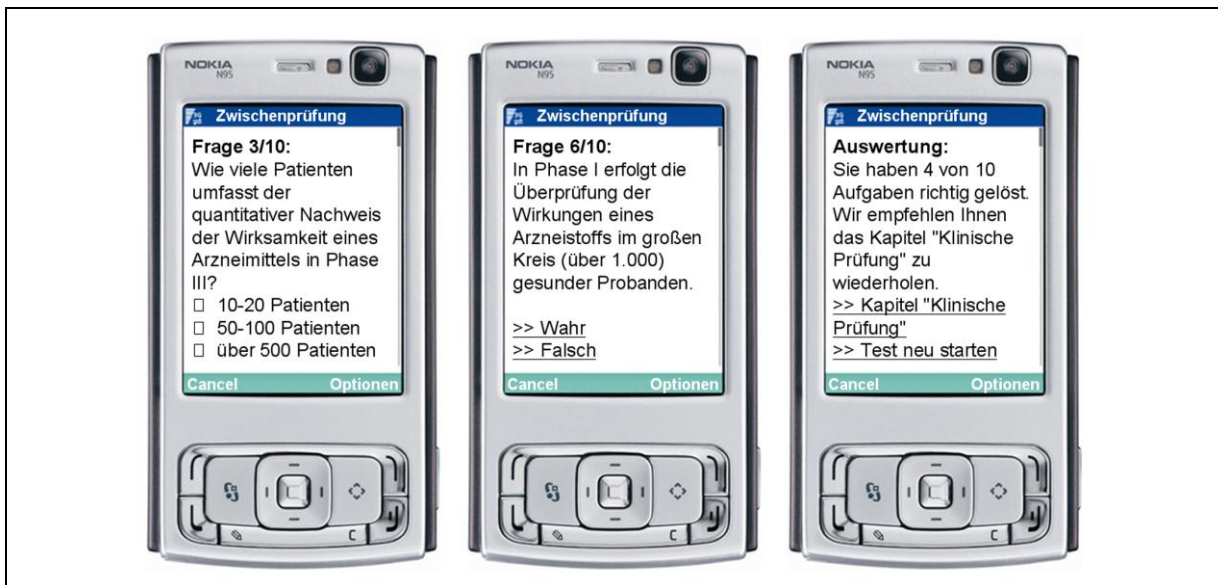 NOKIA
N95
Zwischenprüfung
Frage 3/10:
Wie viele Patienten
umfasst der
quantitativer Nachweis
der Wirksamkeit eines
Arzneimittels in Phase
III?
10-20 Patienten
50-100 Patienten
über 500 Patienten
Cancel Optionen
C
NOKIA
N95
Zwischenprüfung
Frage 6/10:
In Phase I erfolgt die
Überprüfung der
Wirkungen eines
Arzneistoffs im großen
Kreis (über 1.000)
gesunder Probanden.
>> Wahr
>> Falsch
Cancel Optionen
C
NOKIA
N95
Zwischenprüfung
Auswertung:
Sie haben 4 von 10
Aufgaben richtig gelöst.
Wir empfehlen Ihnen
das Kapitel "Klinische
Prüfung" zu
wiederholen.
>> Kapitel "Klinische
Prüfung"
>> Test neu starten
Cancel Optionen
C